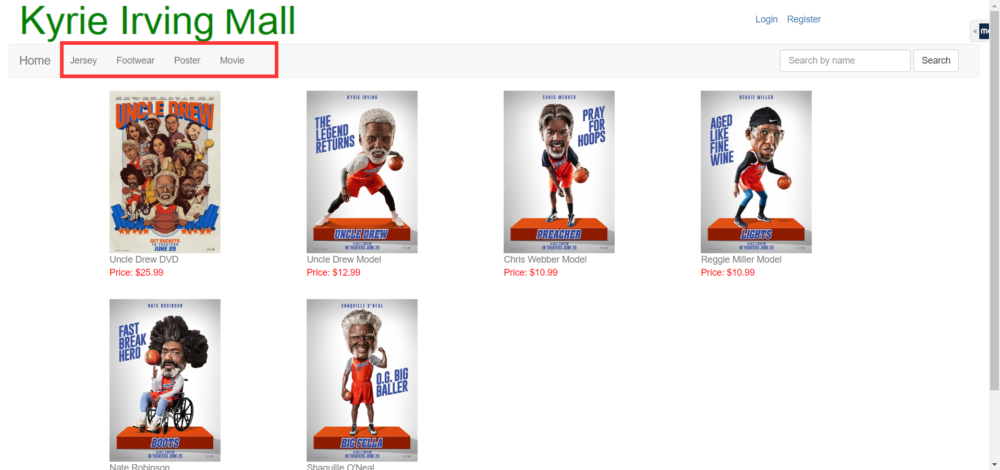 Kyrie Irving Mall
Login Register
Home Jersey Footwear Poster Movie Search by name Search
UNCLE DREW
GET BUCKETS
IN THEATERS
JUNE 29
Uncle Drew DVD
Price: $25.99
KYRIE IRVING
THE
LEGEND
RETURNS
UNCLE DREW
#UNCLEDREW
IN THEATERS JUNE 29
Uncle Drew Model
Price: $12.99
CHRIS WEBBER
PRAY
FOR
HOOPS
PREACHER
#UNCLEDREW
IN THEATERS JUNE 29
Chris Webber Model
Price: $10.99
REGGIE MILLER
AGED
LIKE
FINE
WINE
LIGHTS
#UNCLEDREW
IN THEATERS JUNE 29
Reggie Miller Model
Price: $10.99
NATE ROBINSON
FAST
BREAK
HERO
BOOTS
#UNCLEDREW
IN THEATERS JUNE 29
Nate Robinson
SHAQUILLE O'NEAL
O.G. BIG
BALLER
BIG FELLA
#UNCLEDREW
IN THEATERS JUNE 29
Shaquille O'Neal